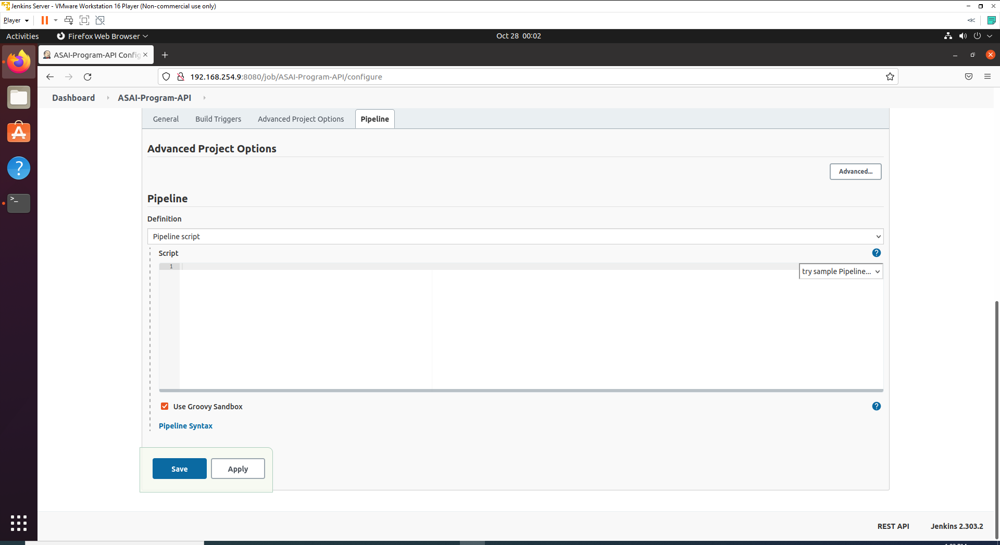 Jenkins Server - VMware Workstation 16 Player (Non-commercial use only)
Player
Activities
Firefox Web Browser
Oct 28 00:02
ASAI-Program-API Config
192.168.254.9:8080/job/ASAI-Program-API/configure
Dashboard
ASAI-Program-API
General
Build Triggers
Advanced Project Options
Pipeline
Advanced Project Options
Advanced...
Pipeline
Definition
Pipeline script
Script
?
1
try sample Pipeline...
Use Groovy Sandbox
?
Pipeline Syntax
Save
Apply
REST API
Jenkins 2.303.2